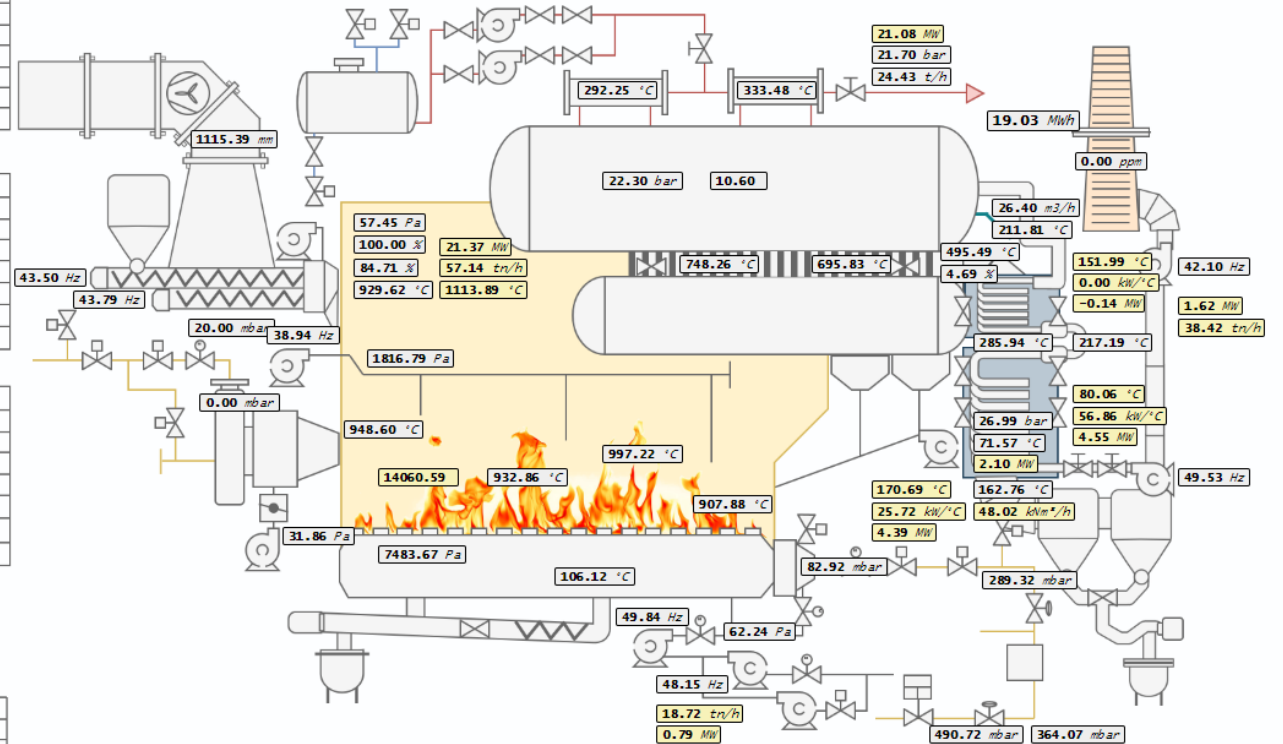 21.08 MW
21.70 bar
24.43 t/h
292.25 °C
333.48 °C
19.03 MWh
1115.39 mm
0.00 ppm
22.30 bar
10.60
26.40 m3/h
211.81 °C
57.45 Pa
100.00 %
21.37 MW
84.71 %
57.14 tn/h
929.62 °C
1113.89 °C
748.26 °C
695.83 °C
495.49 °C
4.69 %
151.99 °C
0.00 kW/°C
-0.14 MW
42.10 Hz
43.50 Hz
43.79 Hz
1.62 MW
38.42 tn/h
20.00 mbar
38.94 Hz
285.94 °C
217.19 °C
1816.79 Pa
0.00 mbar
80.06 °C
56.86 kW/°C
4.55 MW
948.60 °C
26.99 bar
71.57 °C
2.10 MW
997.22 °C
14060.59
932.86 °C
49.53 Hz
907.88 °C
170.69 °C
25.72 kW/°C
4.39 MW
162.76 °C
48.02 kNm³/h
31.86 Pa
7483.67 Pa
106.12 °C
82.92 mbar
289.32 mbar
49.84 Hz
62.24 Pa
48.15 Hz
18.72 tn/h
0.79 MW
490.72 mbar
364.07 mbar